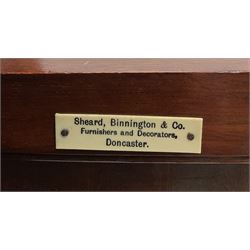 Sheard, Binnington & Co.
Furnishers and Decorators,
Doncaster.